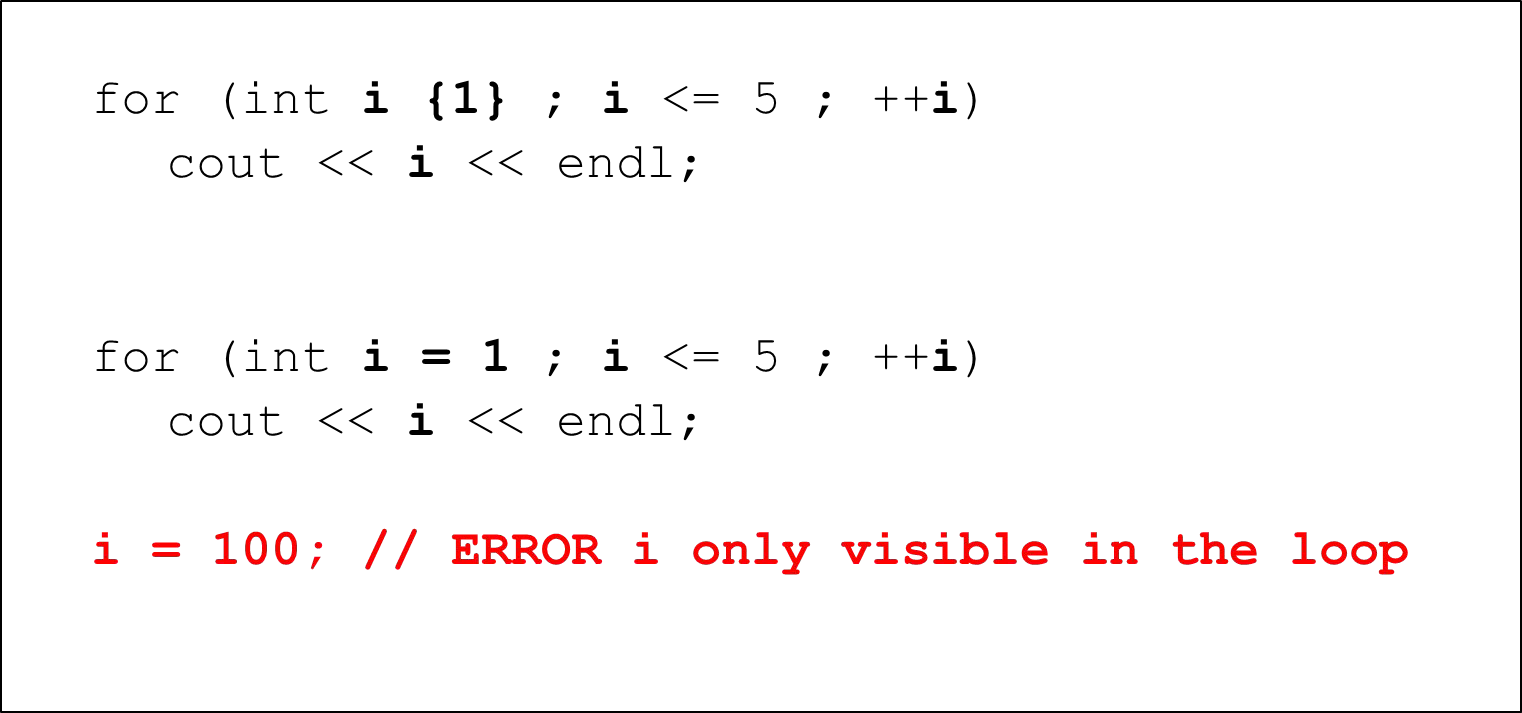 for (int i {1} ; i <= 5 ; ++i)
cout << i << endl;
for (int i = 1 ; i <= 5 ; ++i)
cout << i << endl;
i = 100; // ERROR i only visible in the loop